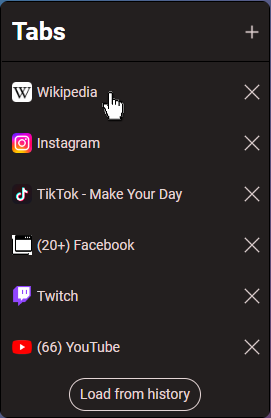 Tabs
Wikipedia
Instagram
TikTok - Make Your Day
(20+) Facebook
Twitch
(66) YouTube
Load from history